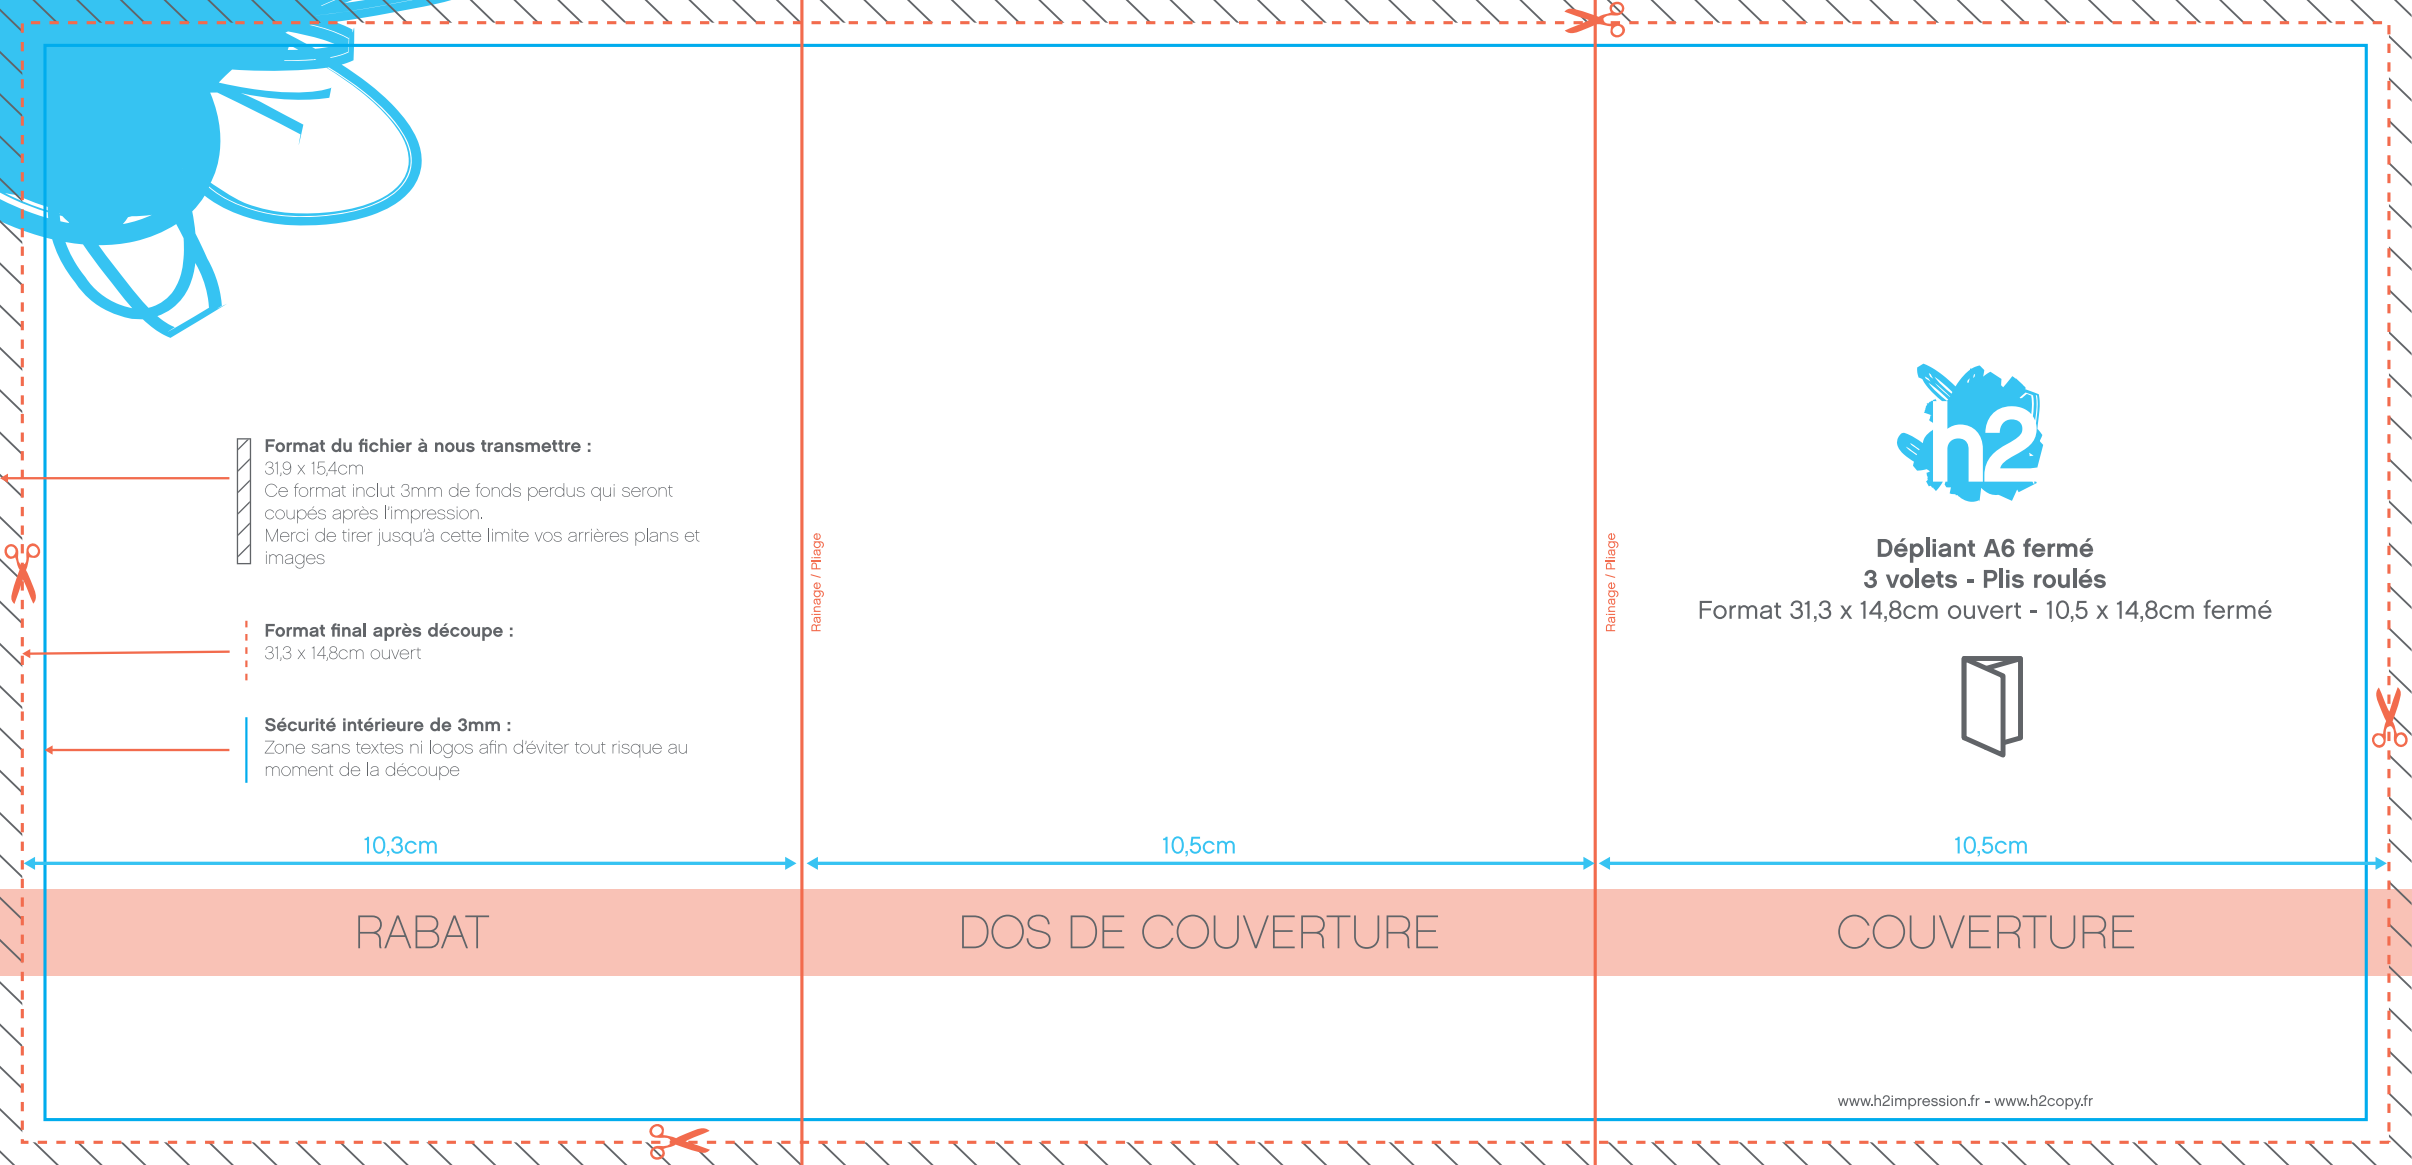 Format du fichier à nous transmettre :
31,9 x 15,4cm
Ce format inclut 3mm de fonds perdus qui seront
coupés après l'impression.
Merci de tirer jusqu'à cette limite vos arrières plans et
images
Format final après découpe :
31,3 x 14,8cm ouvert
Sécurité intérieure de 3mm :
Zone sans textes ni logos afin d'éviter tout risque au
moment de la découpe
10,3cm
RABAT
Rainage / Pliage
10,5cm
DOS DE COUVERTURE
Rainage / Pliage
h2
Dépliant A6 fermé
3 volets - Plis roulés
Format 31,3 x 14,8cm ouvert - 10,5 x 14,8cm fermé
10,5cm
COUVERTURE
www.h2impression.fr - www.h2copy.fr